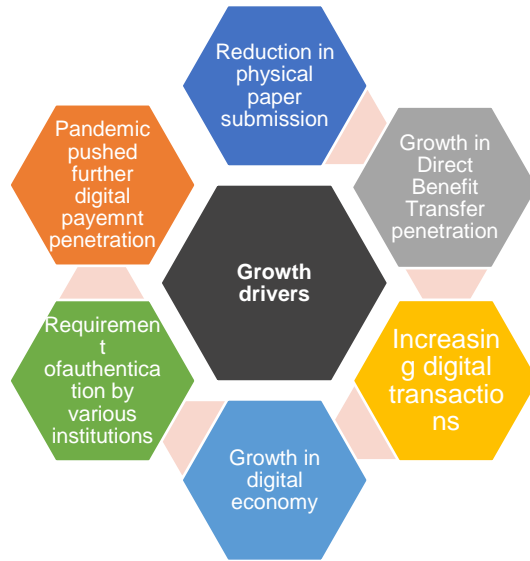 Reduction in
physical
paper
submission
Growth in
Direct
Benefit
Transfer
penetration
Increasin
g digital
transactio
ns
Growth in
digital
economy
Requiremen
t
ofauthentica
tion by
various
institutions
Pandemic
pushed
further
digital
payemnt
penetration
Growth
drivers